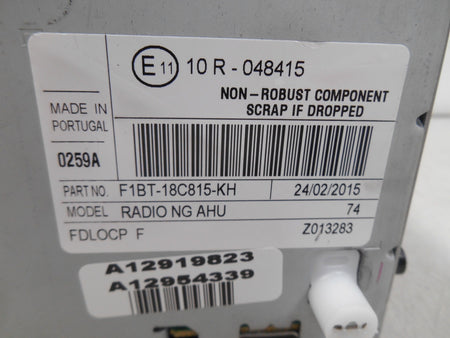 E11 10 R - 048415
NON - ROBUST COMPONENT
SCRAP IF DROPPED
MADE IN
PORTUGAL
0259A
PART NO. F1BT-18C815-KH 24/02/2015
MODEL RADIO NG AHU 74
FDLOCP F Z013283
A12919823
A12954339